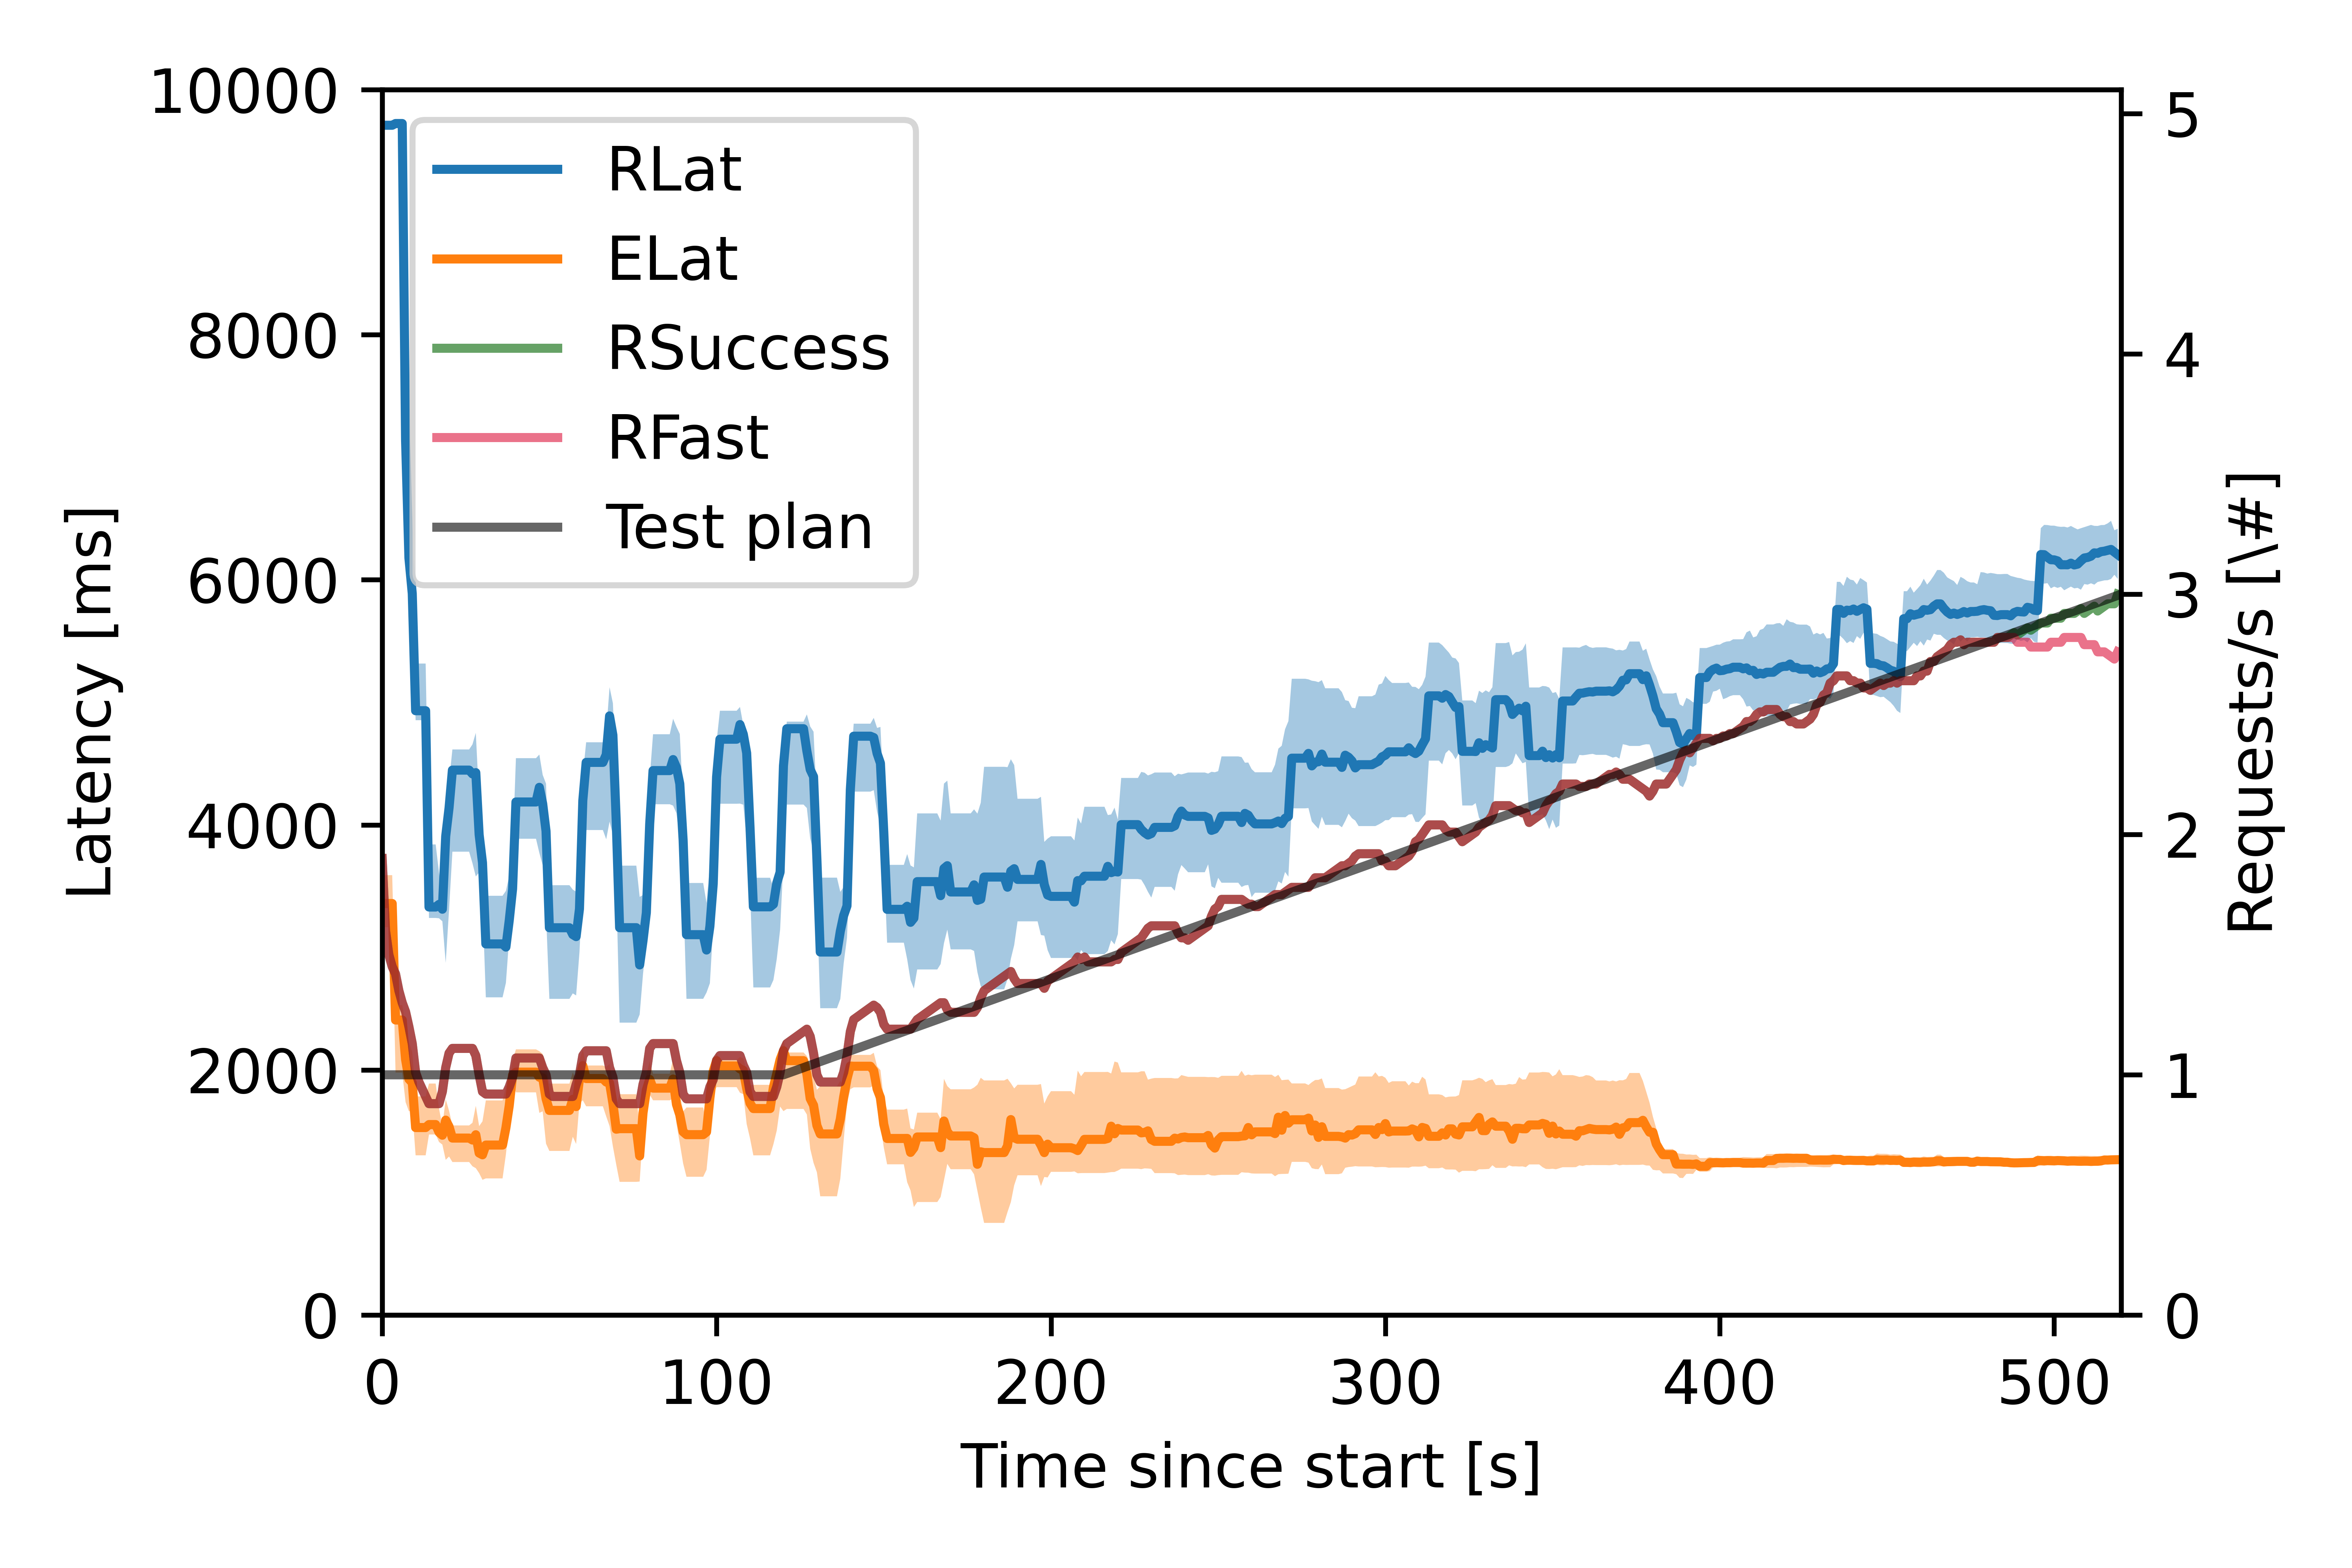 10000
8000
6000
4000
2000
0
Latency [ms]
RLat
ELat
RSuccess
RFast
Test plan
5
4
3
2
1
0
Requests/s [\#]
0 100 200 300 400 500
Time since start [s]